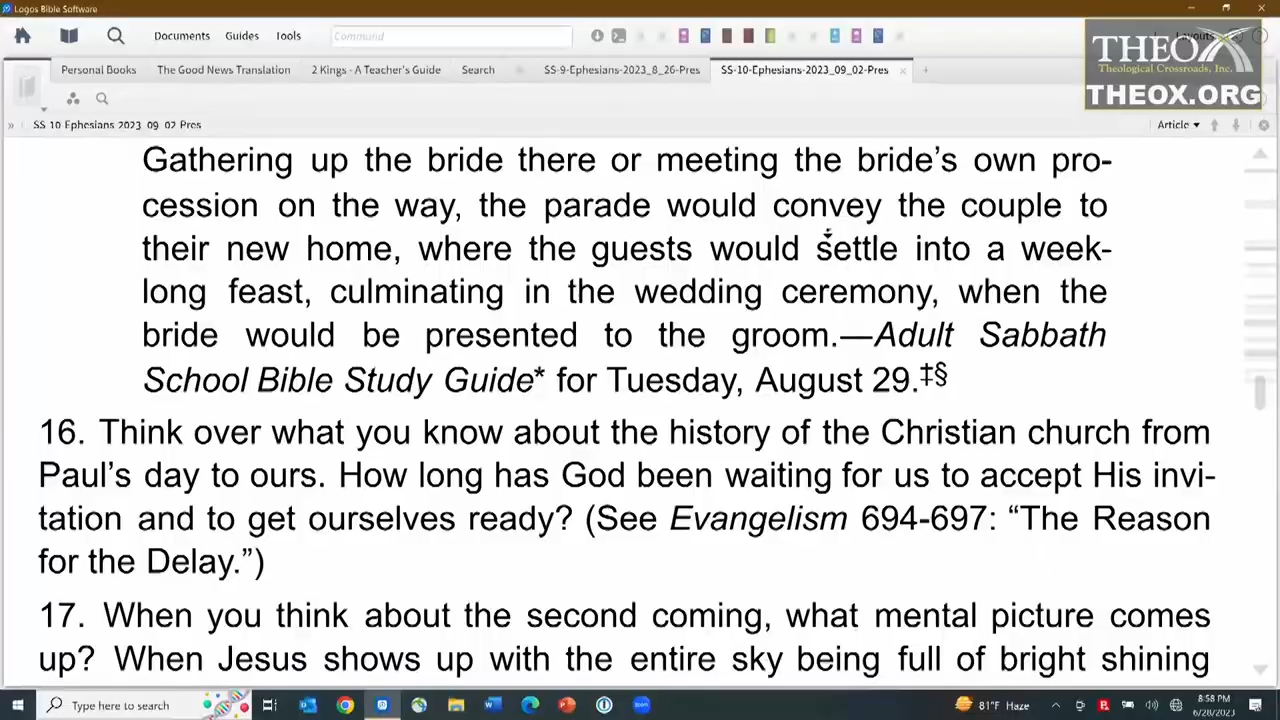 Logos Bible Software
Documents Guides Tools Command
THEOX
Theological Crossroads, Inc.
THEOX.ORG
Personal Books The Good News Translation 2 Kings - A Teacher's Guide Search SS-9-Ephesians-2023_8_26-Pres SS-10-Ephesians-2023_09_02-Pres
SS 10 Ephesians 2023 09 02 Pres Article
Gathering up the bride there or meeting the bride's own pro-
cession on the way, the parade would convey the couple to
their new home, where the guests would settle into a week-
long feast, culminating in the wedding ceremony, when the
bride would be presented to the groom.—Adult Sabbath
School Bible Study Guide* for Tuesday, August 29.‡§
16. Think over what you know about the history of the Christian church from
Paul's day to ours. How long has God been waiting for us to accept His invi-
tation and to get ourselves ready? (See Evangelism 694-697: “The Reason
for the Delay.”)
17. When you think about the second coming, what mental picture comes
up? When Jesus shows up with the entire sky being full of bright shining
Type here to search 81°F Haze 8:58 PM
6/28/2023